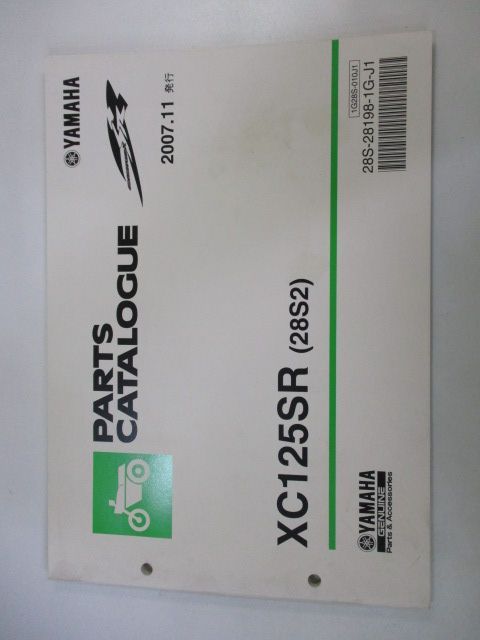 YAMAHA
2007.11 発行
1G28S-010J1
28S-28198-1G-J1
PARTS
CATALOGUE
XC125SR (28S2)
YAMAHA
GENUINE
Parts & Accessories